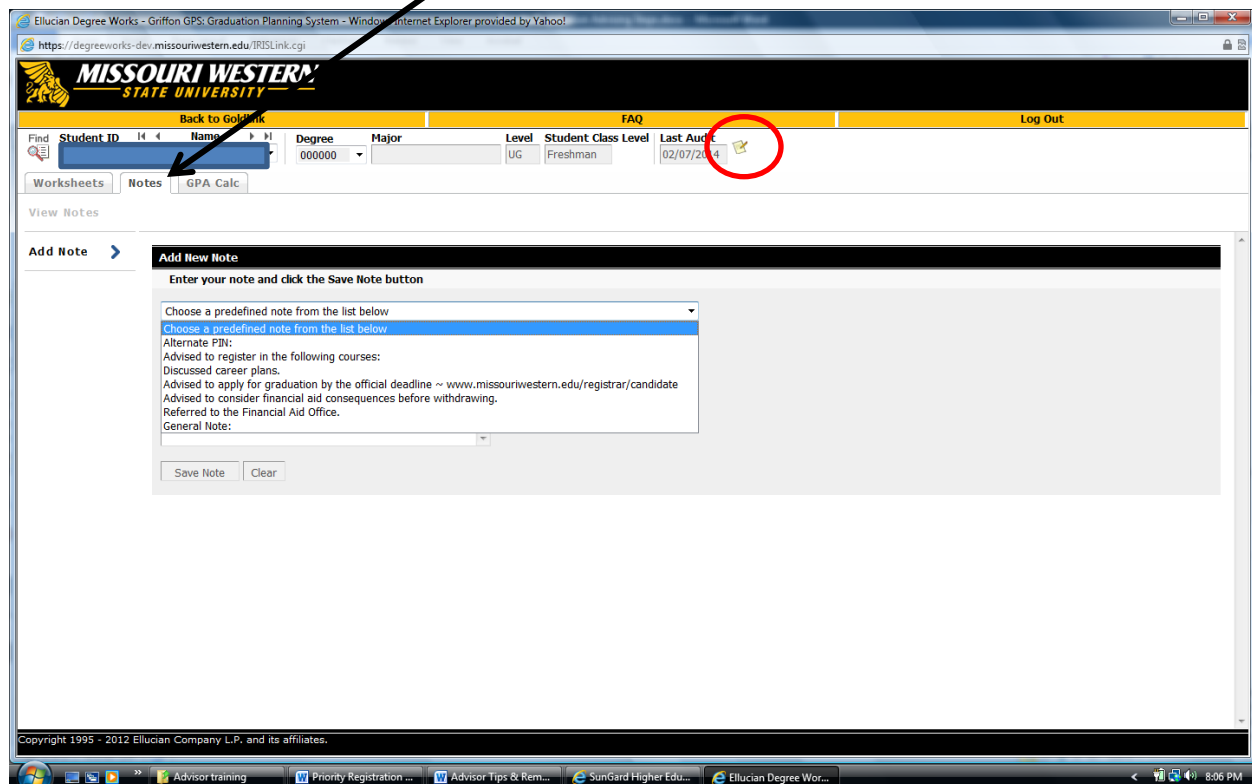 Ellucian Degree Works - Griffon GPS: Graduation Planning System - Windows Internet Explorer provided by Yahoo!
https://degreeworks-dev.missouriwestern.edu/IRISLink.cgi
MISSOURI WESTERN
STATE UNIVERSITY
Back to Goldlink FAQ Log Out
Find Student ID Name Degree Major Level Student Class Level Last Audit
000000 UG Freshman 02/07/2014
Worksheets Notes GPA Calc
View Notes
Add Note
Add New Note
Enter your note and click the Save Note button
Choose a predefined note from the list below
Choose a predefined note from the list below
Alternate PIN:
Advised to register in the following courses:
Discussed career plans.
Advised to apply for graduation by the official deadline ~ www.missouriwestern.edu/registrar/candidate
Advised to consider financial aid consequences before withdrawing.
Referred to the Financial Aid Office.
General Note:
Save Note Clear
Copyright 1995 - 2012 Ellucian Company L.P. and its affiliates.
Advisor training Priority Registration ... Advisor Tips & Rem... SunGard Higher Edu... Ellucian Degree Wor... 8:06 PM